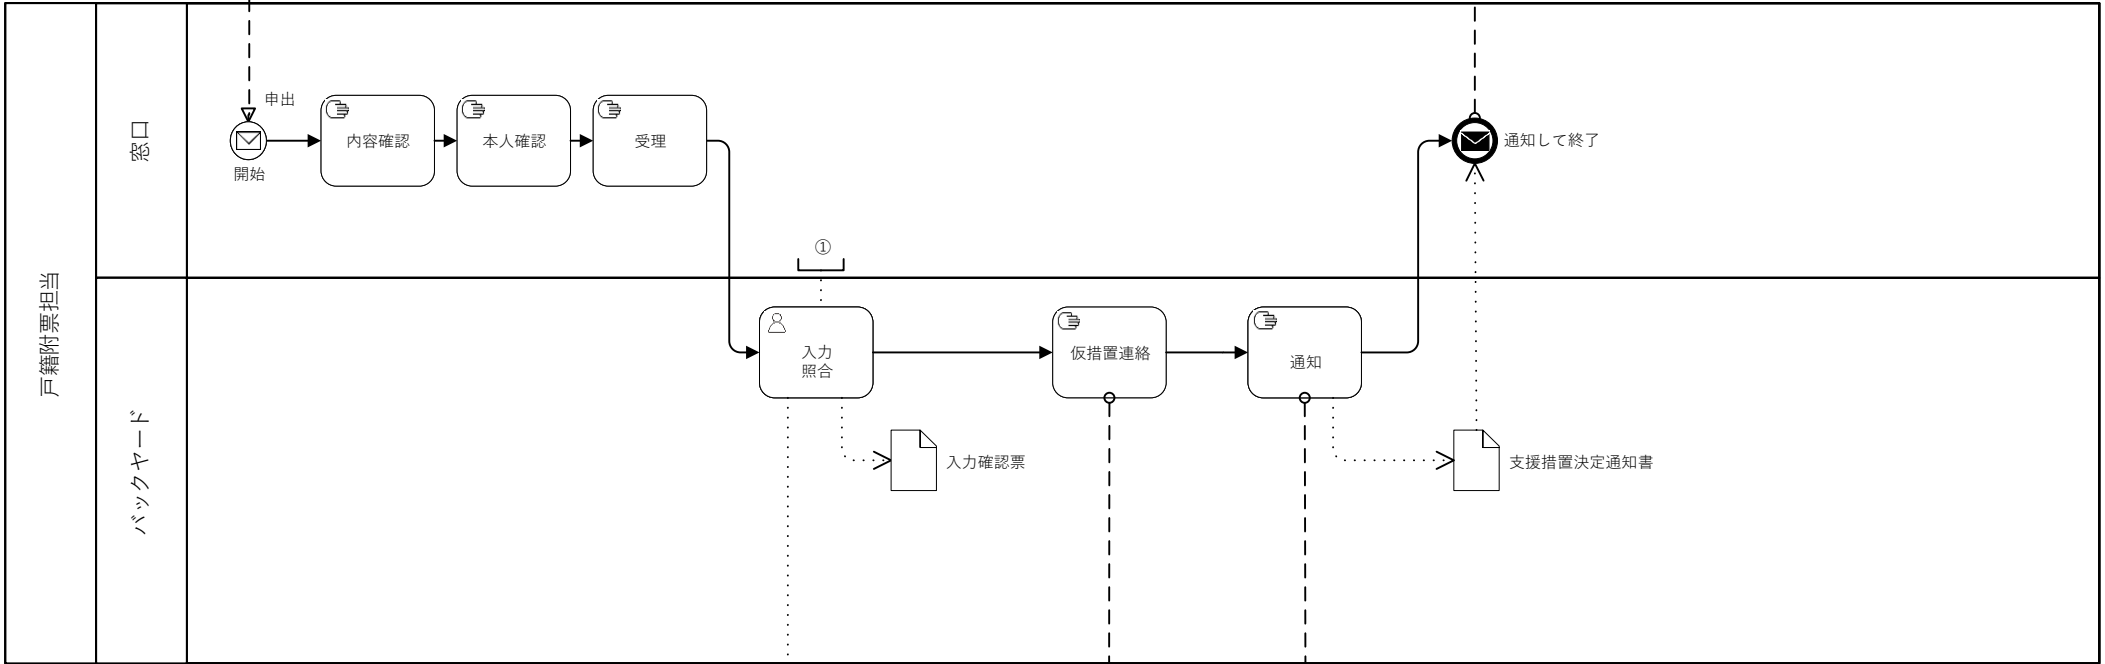 戸籍附票担当
窓口
申出
開始
内容確認
本人確認
受理
通知して終了
①
バックヤード
入力
照合
仮措置連絡
通知
入力確認票
支援措置決定通知書